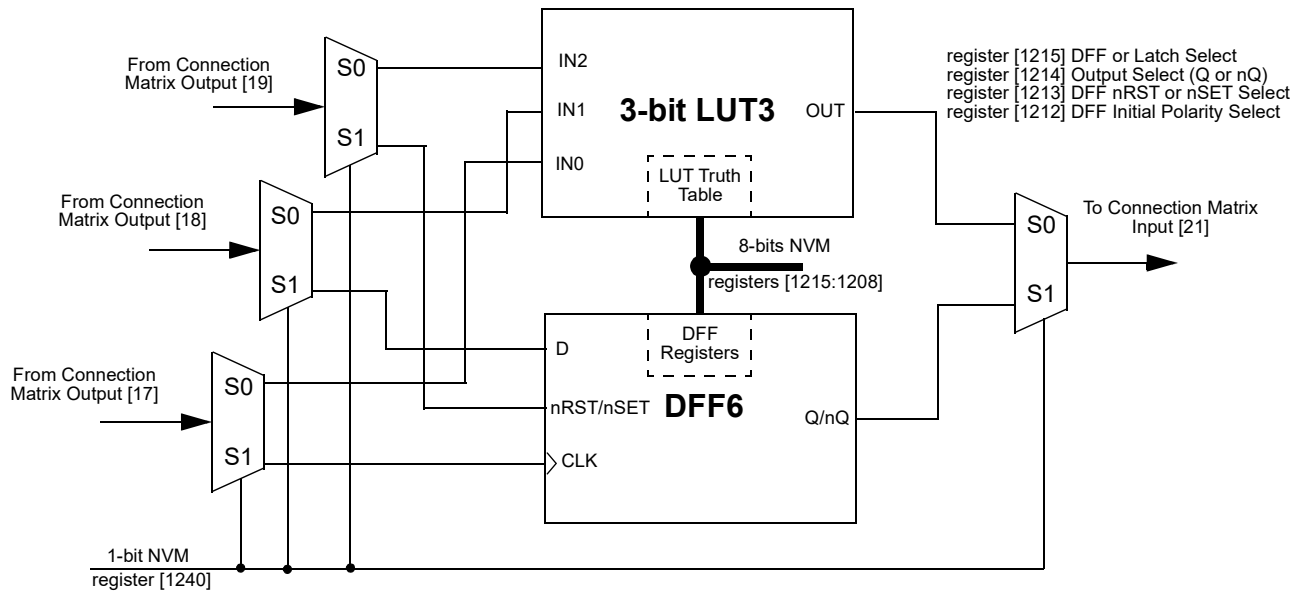 From Connection
Matrix Output [19]
S0
S1
IN2
IN1
IN0
3-bit LUT3
OUT
LUT Truth
Table
register [1215] DFF or Latch Select
register [1214] Output Select (Q or nQ)
register [1213] DFF nRST or nSET Select
register [1212] DFF Initial Polarity Select
From Connection
Matrix Output [18]
S0
S1
8-bits NVM
registers [1215:1208]
S0
S1
To Connection Matrix
Input [21]
From Connection
Matrix Output [17]
S0
S1
DFF
Registers
D
nRST/nSET
DFF6
Q/nQ
CLK
1-bit NVM
register [1240]